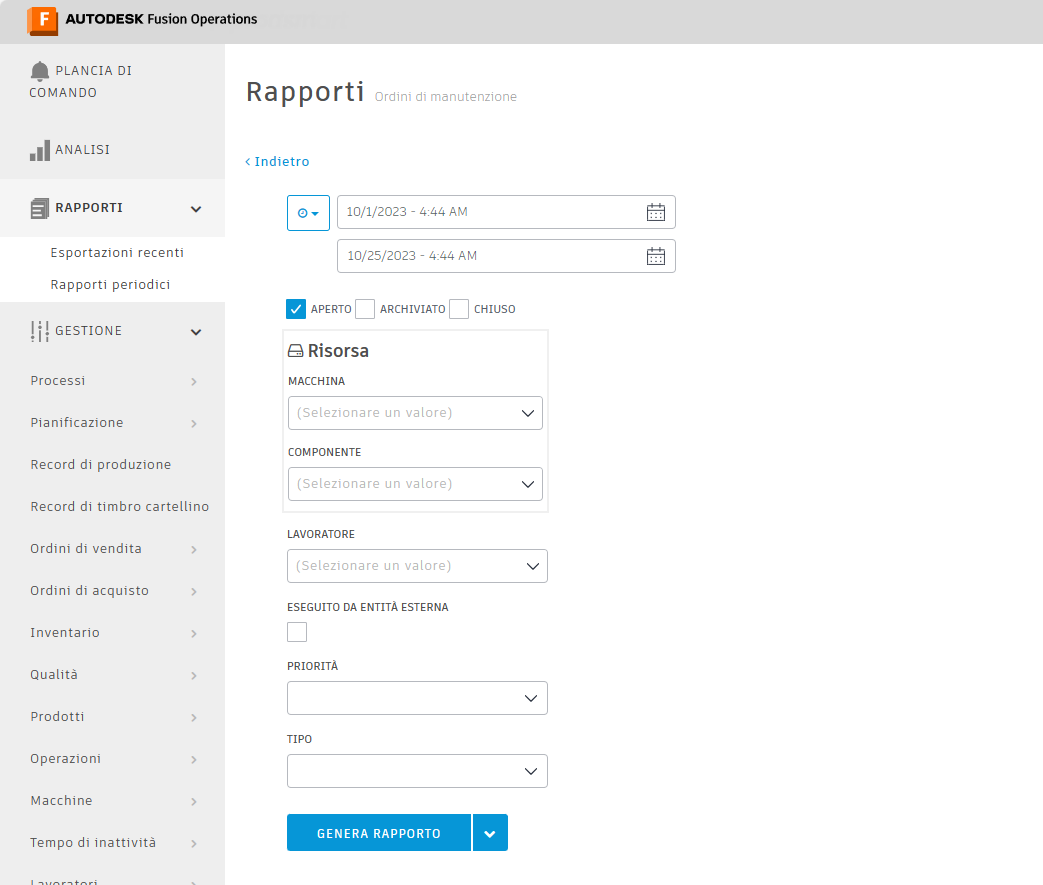 F AUTODESK Fusion Operations
PLANCIA DI
COMANDO
ANALISI
RAPPORTI
Esportazioni recenti
Rapporti periodici
GESTIONE
Processi
Pianificazione
Record di produzione
Record di timbro cartellino
Ordini di vendita
Ordini di acquisto
Inventario
Qualità
Prodotti
Operazioni
Macchine
Tempo di inattività
Lavoratori
Rapporti Ordini di manutenzione
‹ Indietro
10/1/2023 - 4:44 AM
10/25/2023 - 4:44 AM
APERTO ARCHIVIATO CHIUSO
Risorsa
MACCHINA
(Selezionare un valore)
COMPONENTE
(Selezionare un valore)
LAVORATORE
(Selezionare un valore)
ESEGUITO DA ENTITÀ ESTERNA
PRIORITÀ
TIPO
GENERA RAPPORTO